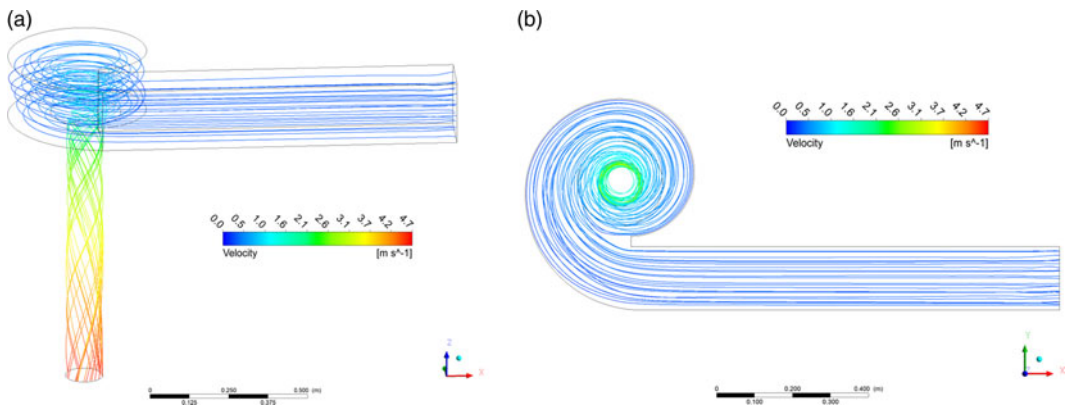 (a)
0.0 0.5 1.0 1.6 2.1 2.6 3.1 3.7 4.2 4.7
Velocity [m s^-1]
Z
X
0 0.250 0.500 (m)
0.125 0.375
(b)
0.0 0.5 1.0 1.6 2.1 2.6 3.1 3.7 4.2 4.7
Velocity [m s^-1]
Y
X
0 0.200 0.400 (m)
0.100 0.300